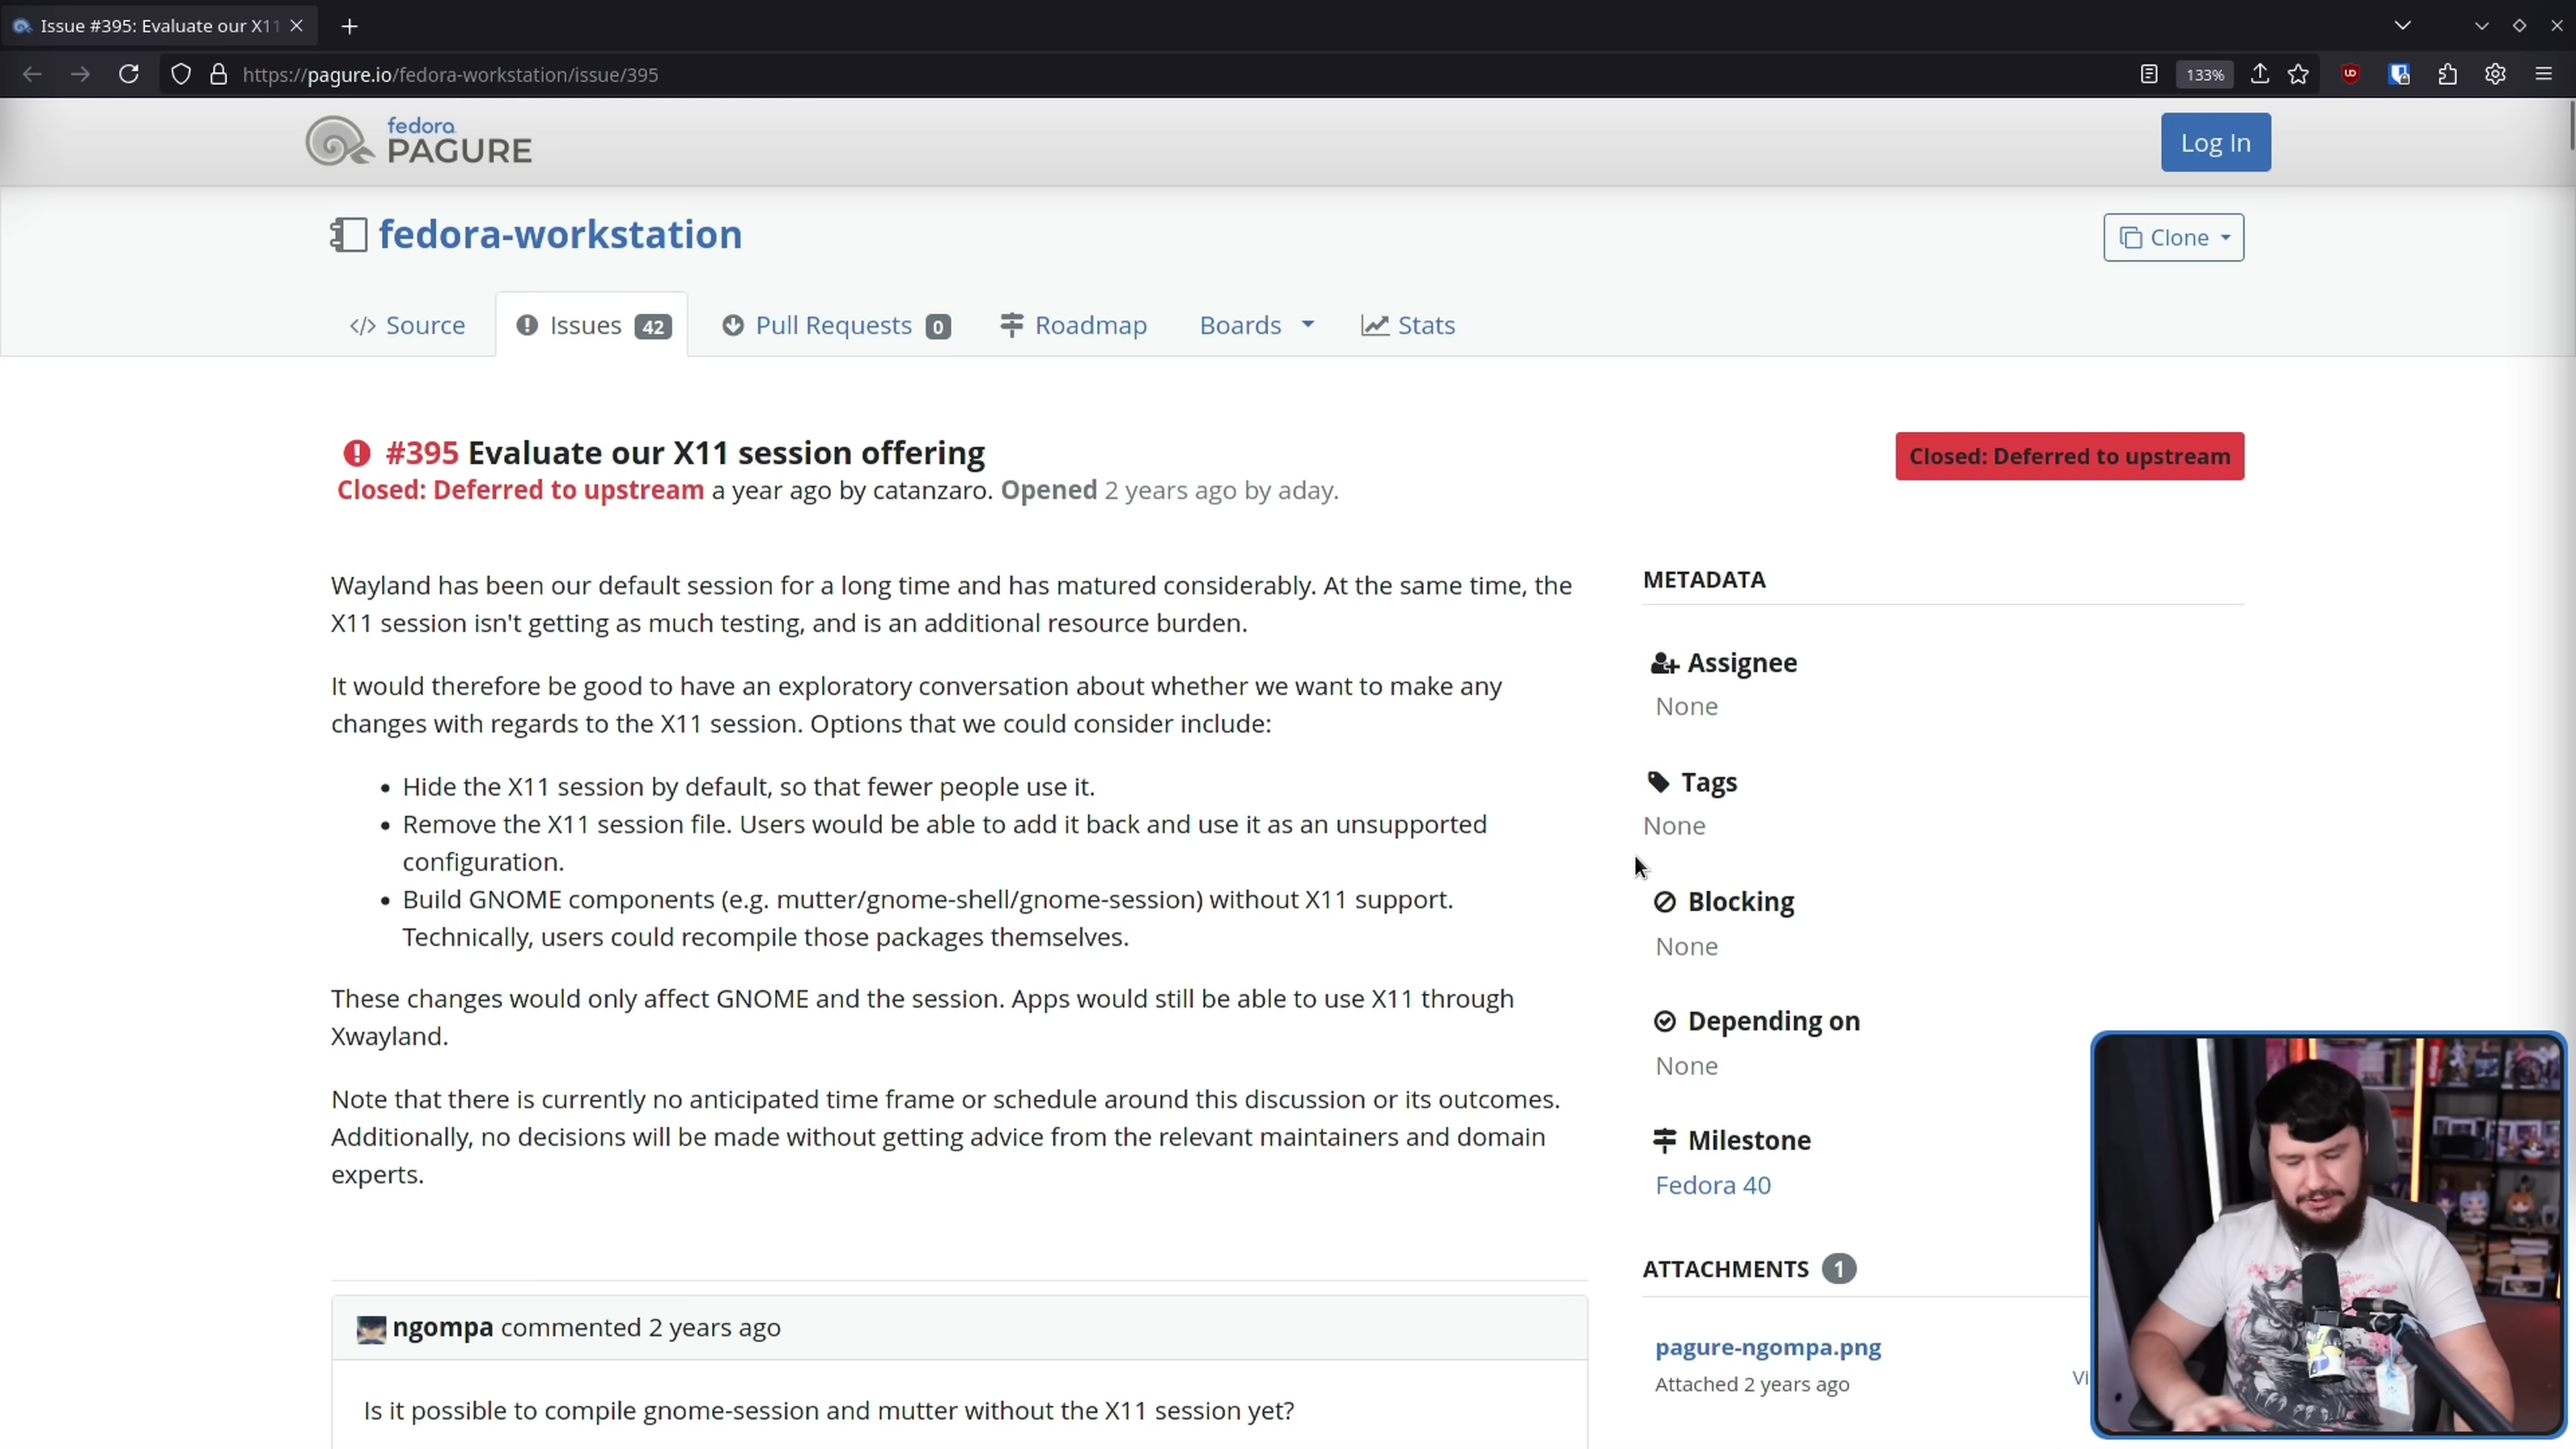 Issue #395: Evaluate our X11
https://pagure.io/fedora-workstation/issue/395
133%
fedora
PAGURE
Log In
fedora-workstation
Clone
Source
Issues 42
Pull Requests 0
Roadmap
Boards
Stats
#395 Evaluate our X11 session offering
Closed: Deferred to upstream a year ago by catanzaro. Opened 2 years ago by aday.
Closed: Deferred to upstream
Wayland has been our default session for a long time and has matured considerably. At the same time, the
X11 session isn't getting as much testing, and is an additional resource burden.
It would therefore be good to have an exploratory conversation about whether we want to make any
changes with regards to the X11 session. Options that we could consider include:
• Hide the X11 session by default, so that fewer people use it.
• Remove the X11 session file. Users would be able to add it back and use it as an unsupported
configuration.
• Build GNOME components (e.g. mutter/gnome-shell/gnome-session) without X11 support.
Technically, users could recompile those packages themselves.
These changes would only affect GNOME and the session. Apps would still be able to use X11 through
Xwayland.
Note that there is currently no anticipated time frame or schedule around this discussion or its outcomes.
Additionally, no decisions will be made without getting advice from the relevant maintainers and domain
experts.
ngompa commented 2 years ago
Is it possible to compile gnome-session and mutter without the X11 session yet?
METADATA
Assignee
None
Tags
None
Blocking
None
Depending on
None
Milestone
Fedora 40
ATTACHMENTS 1
pagure-ngompa.png
Attached 2 years ago
Vi